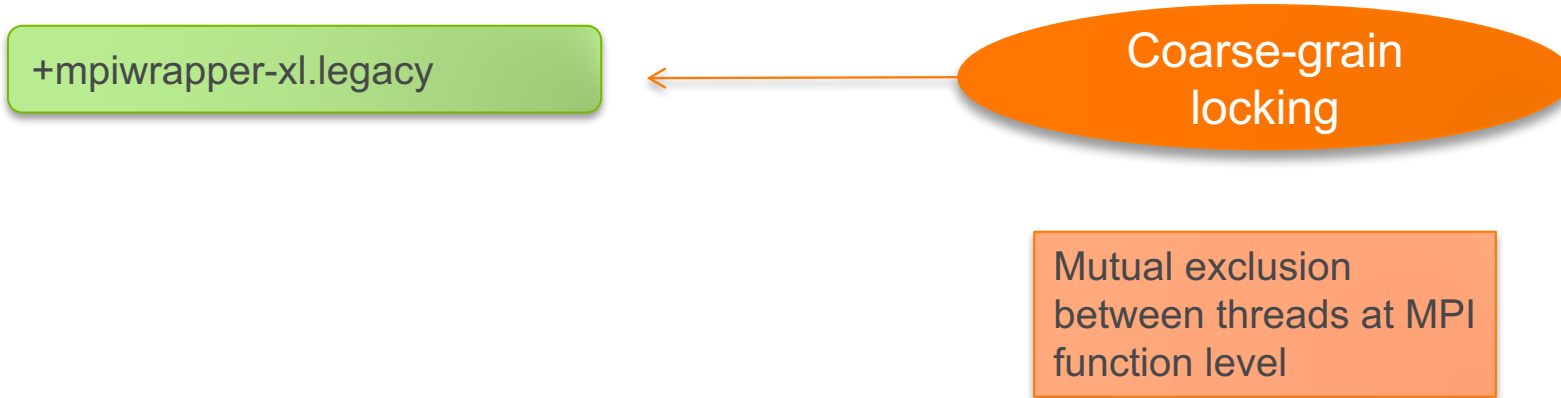 +mpiwrapper-xl.legacy
Coarse-grain
locking
Mutual exclusion
between threads at MPI
function level